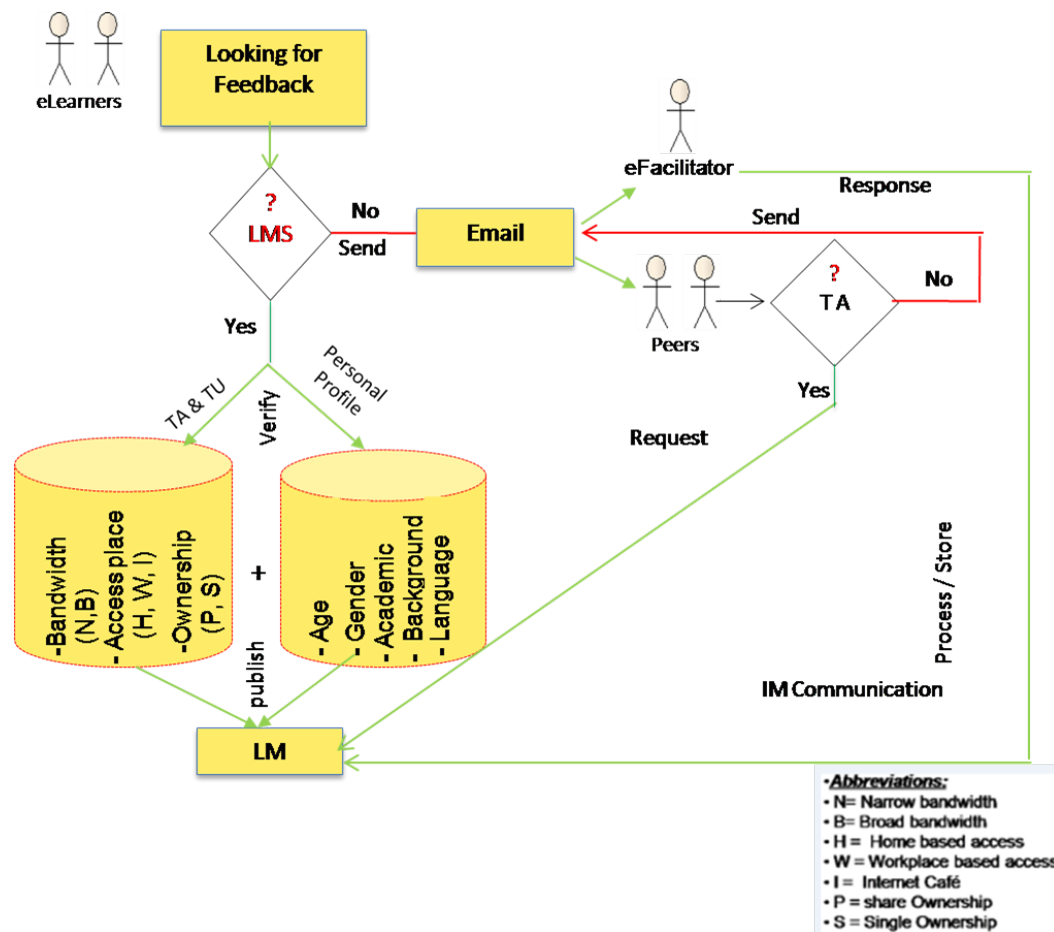 Looking for
Feedback
eLearners
eFacilitator
Response
?
LMS
No
Send
Email
Send
?
TA
No
Peers
Yes
Yes
TA & TU
Verify
Personal
Profile
Request
-Bandwidth
(N,B)
- Access place
(H, W, I)
-Ownership
(P, S)
+
- Age
- Gender
- Academic
- Background
- Language
publish
Process / Store
IM Communication
LM
•Abbreviations:
• N= Narrow bandwidth
• B= Broad bandwidth
• H = Home based access
• W = Workplace based access
• I = Internet Café
• P = share Ownership
• S = Single Ownership